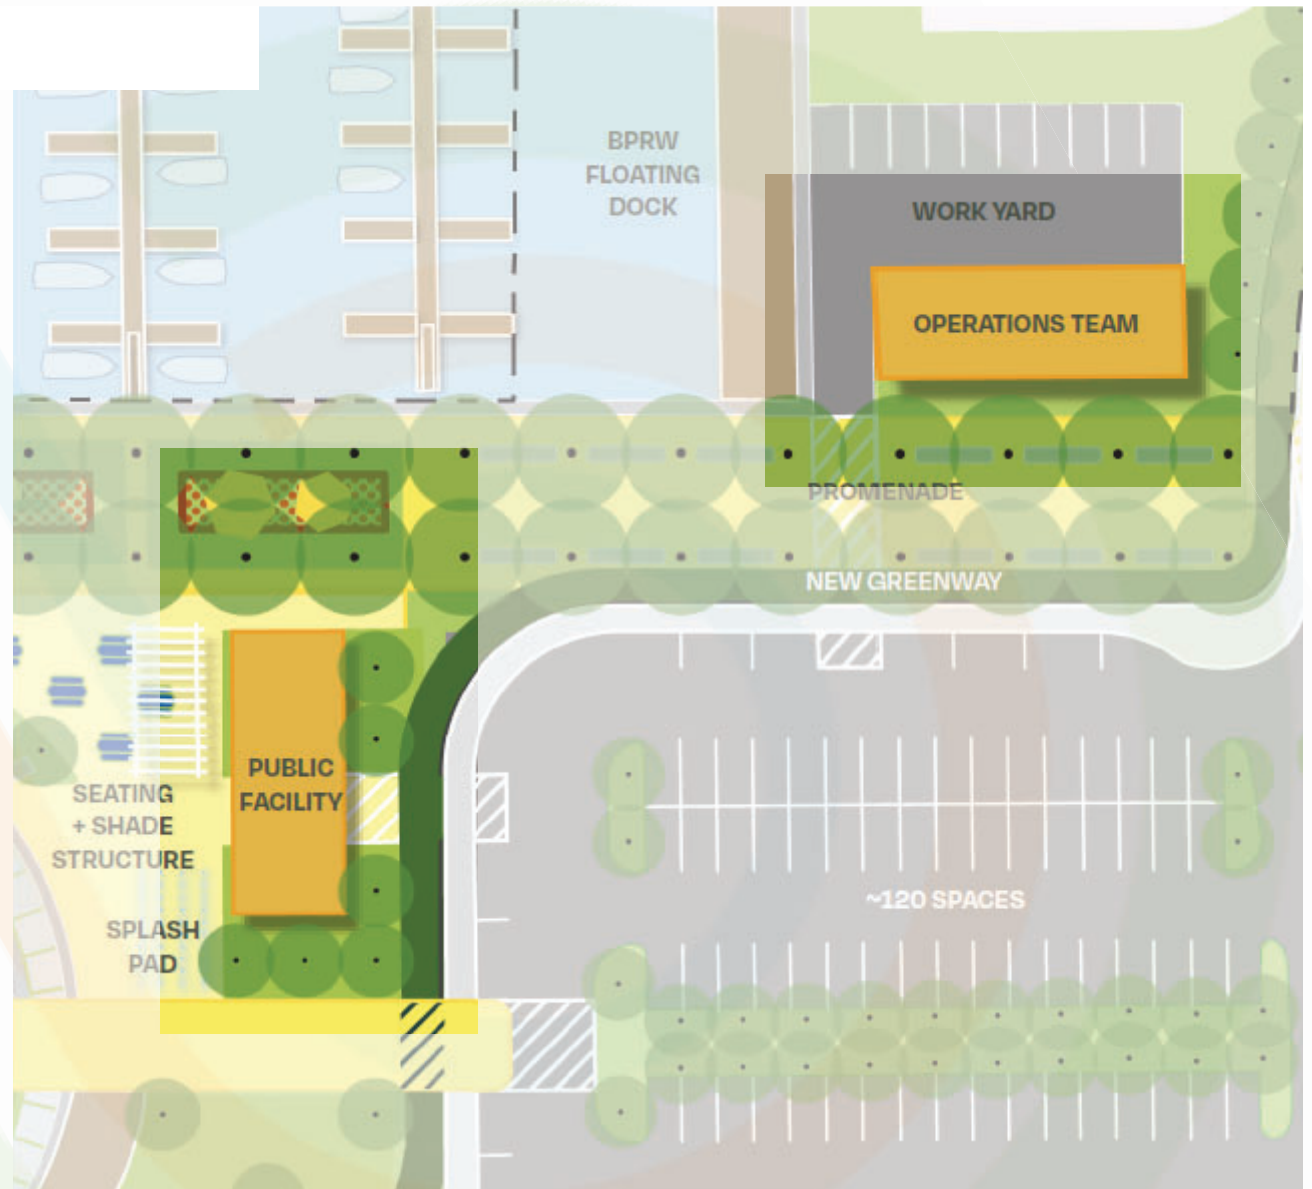 BPRW
FLOATING
DOCK
WORK YARD
OPERATIONS TEAM
PROMENADE
NEW GREENWAY
PUBLIC
FACILITY
SEATING
+ SHADE
STRUCTURE
SPLASH
PAD
~120 SPACES